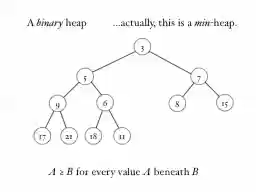 A binary heap ...actually, this is a min-heap.
3
5 7
9 6 8 15
17 21 18 11
A ≥ B for every value A beneath B